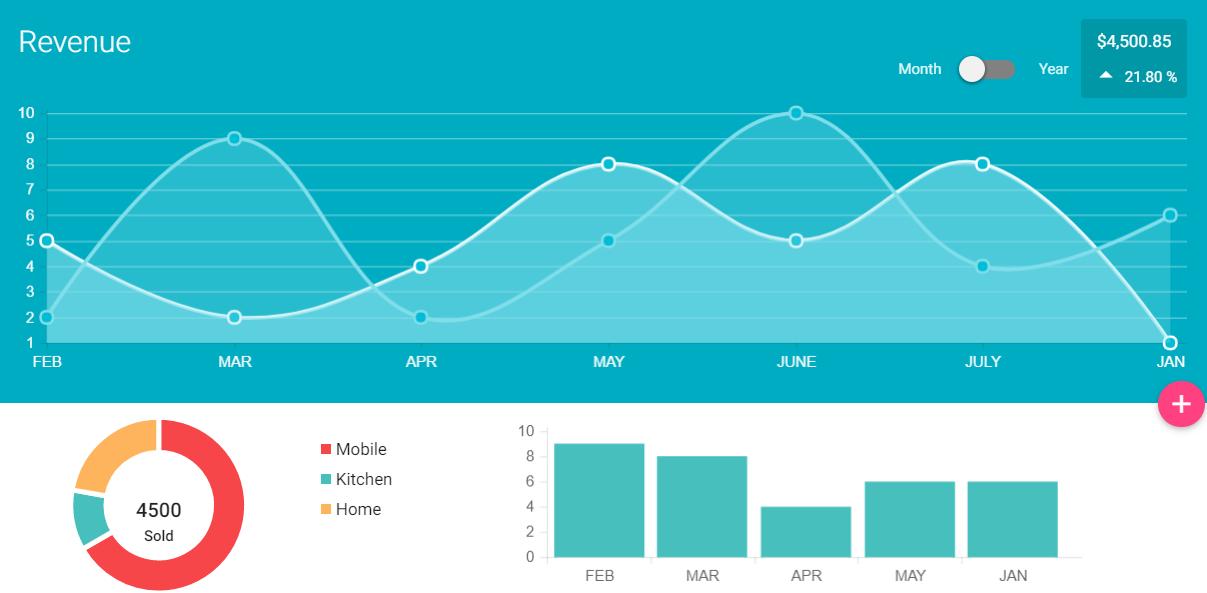 Revenue
$4,500.85
Month
Year
21.80 %
10
9
8
7
6
5
4
3
2
1
FEB MAR APR MAY JUNE JULY JAN
+
4500
Sold
Mobile
Kitchen
Home
10
8
6
4
2
0
FEB MAR APR MAY JAN